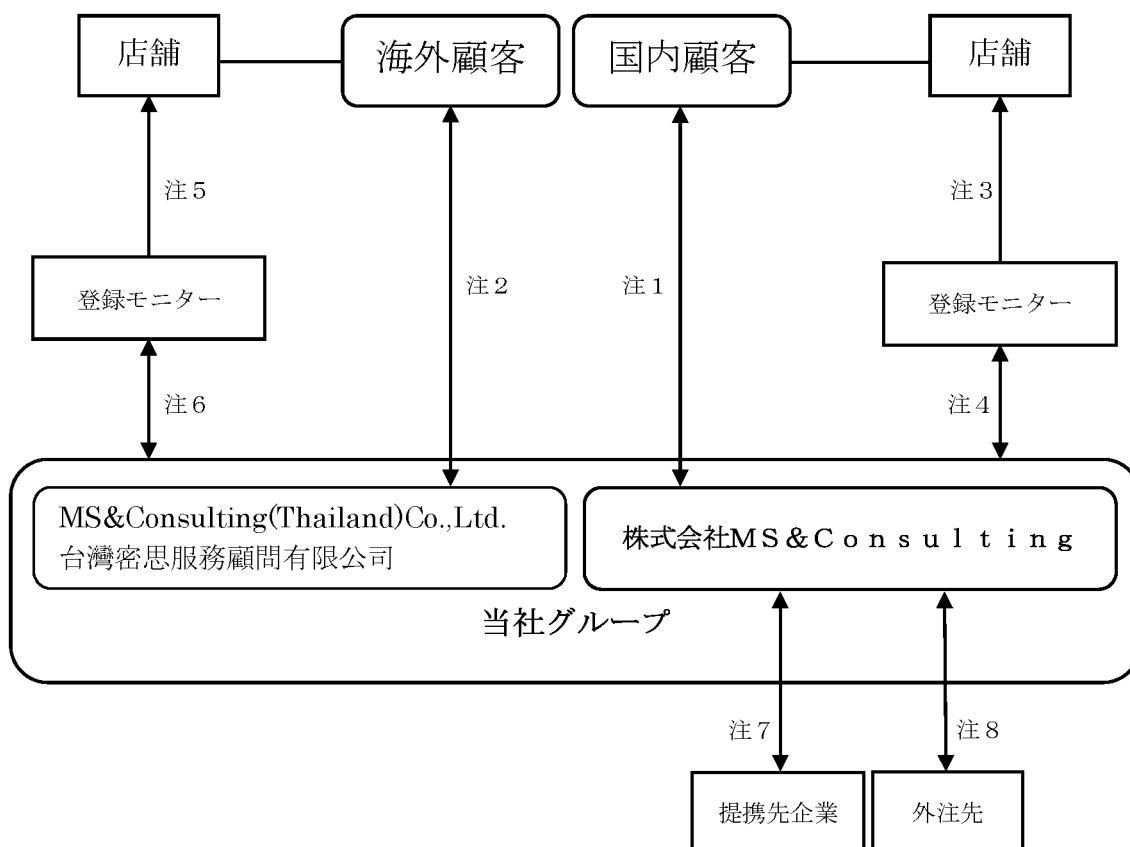 店舗
海外顧客
国内顧客
店舗
注５
注３
注２
注１
登録モニター
登録モニター
注６
注４
MS&Consulting(Thailand)Co.,Ltd.
台灣密思服務顧問有限公司
株式会社ＭＳ＆Ｃｏｎｓｕｌｔｉｎｇ
当社グループ
注７
注８
提携先企業
外注先